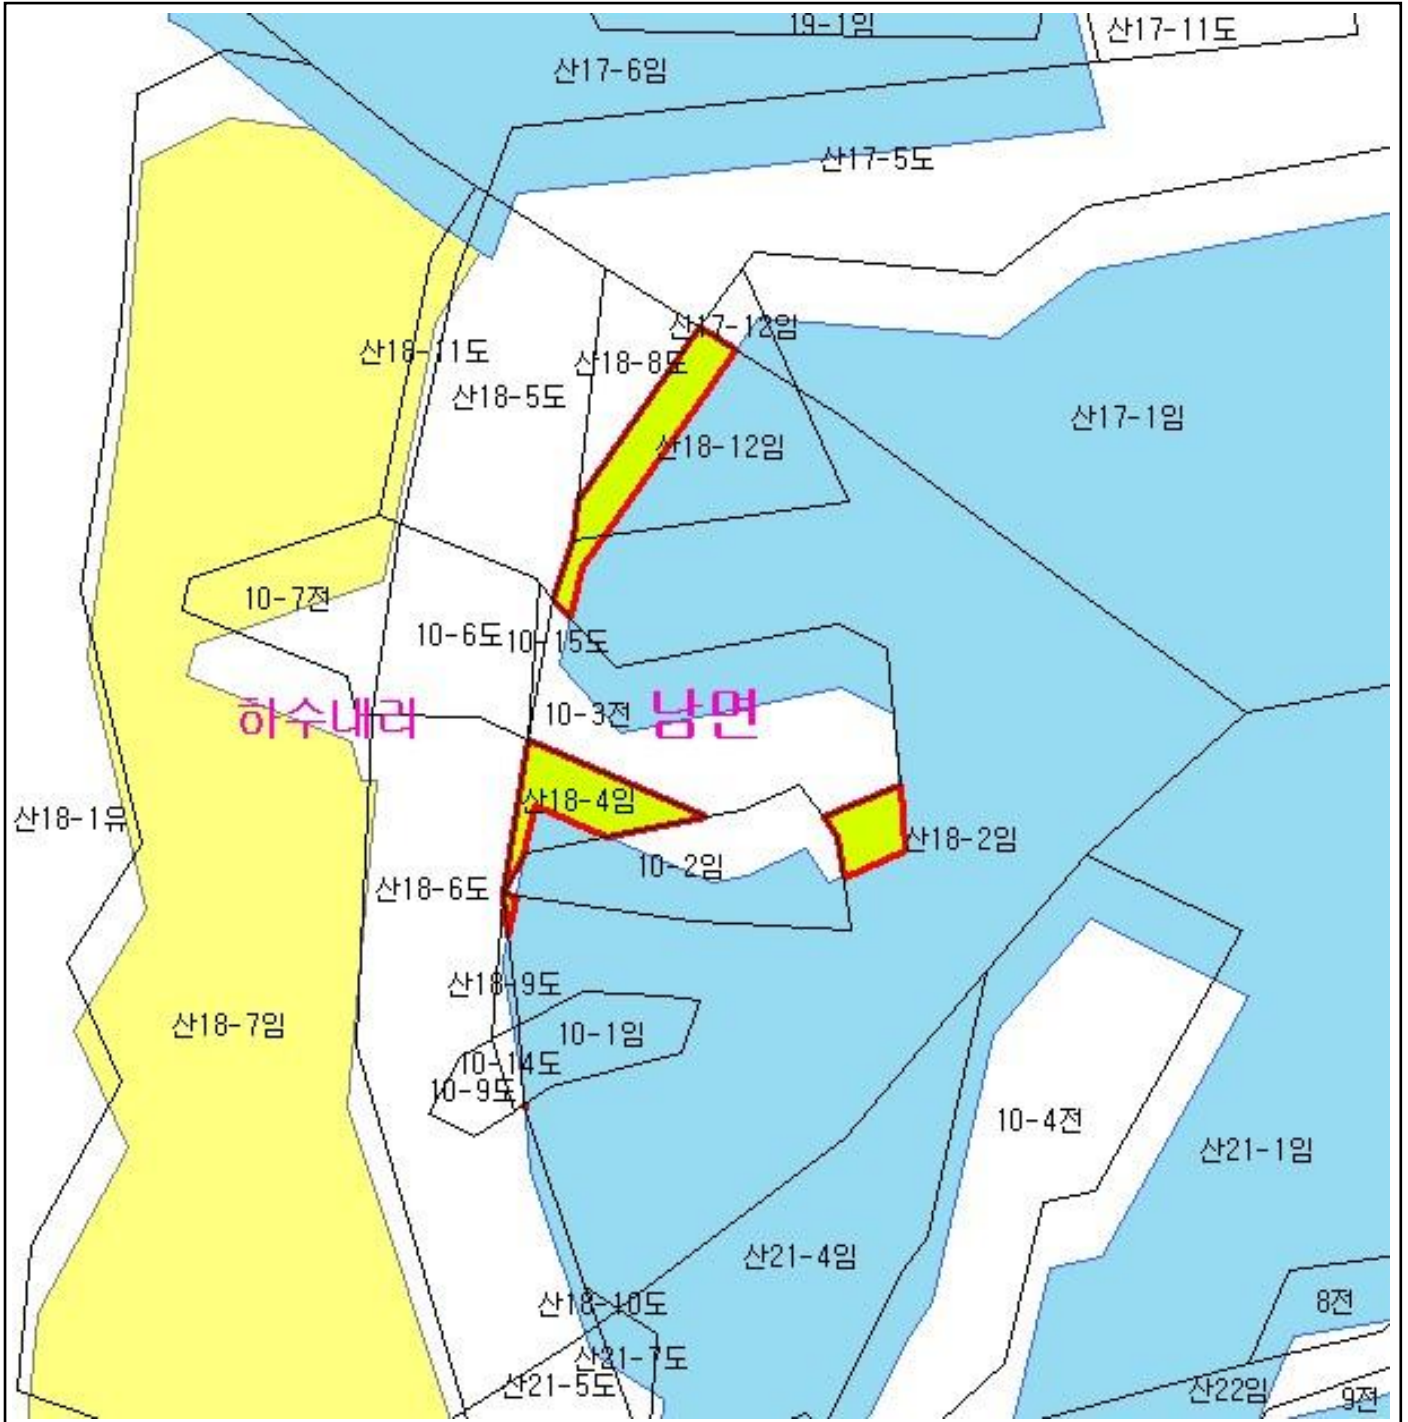 19-1임
산17-11도
산17-6임
산17-5도
산17-12임
산18-11도
산18-8도
산18-5도
산17-1임
산18-12임
10-7전
10-6도
10-15도
10-3전
하수내리
남면
산18-4임
산18-1유
산18-2임
10-2임
산18-6도
산18-9도
산18-7임
10-1임
10-14도
10-9도
10-4전
산21-1임
산21-4임
산18-10도
8전
산21-7도
산21-5도
산22임
9전